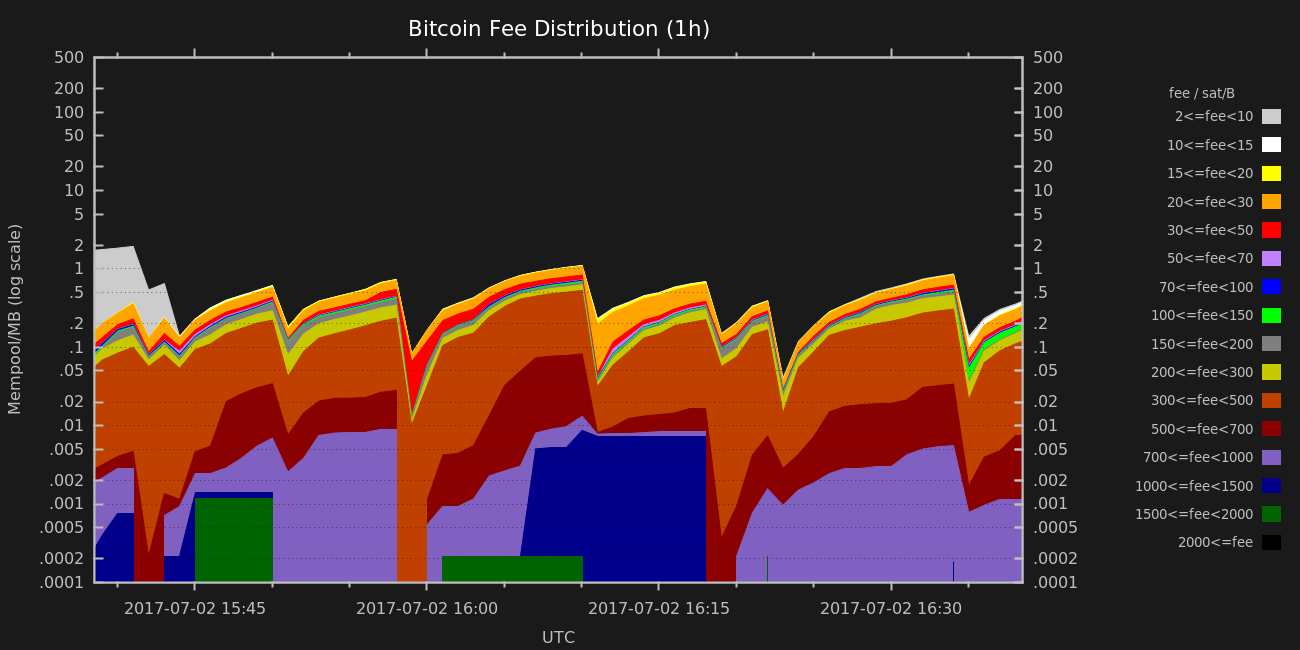 Bitcoin Fee Distribution (1h)
Mempool/MB (log scale)
500
200
100
50
20
10
5
2
1
.5
.2
.1
.05
.02
.01
.005
.002
.001
.0005
.0002
.0001
500
200
100
50
20
10
5
2
1
.5
.2
.1
.05
.02
.01
.005
.002
.001
.0005
.0002
.0001
2017-07-02 15:45
2017-07-02 16:00
2017-07-02 16:15
2017-07-02 16:30
UTC
fee / sat/B
2<=fee<10
10<=fee<15
15<=fee<20
20<=fee<30
30<=fee<50
50<=fee<70
70<=fee<100
100<=fee<150
150<=fee<200
200<=fee<300
300<=fee<500
500<=fee<700
700<=fee<1000
1000<=fee<1500
1500<=fee<2000
2000<=fee